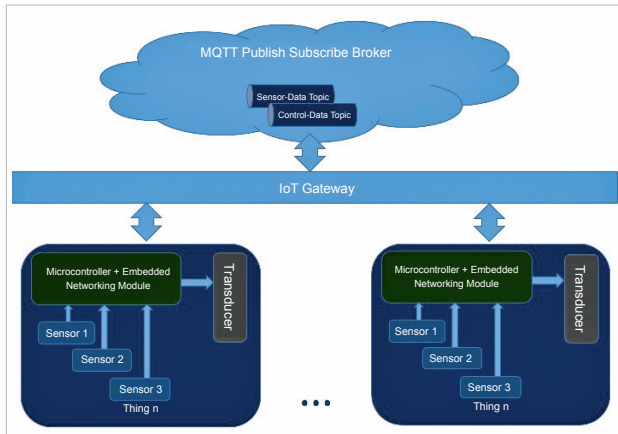 MQTT Publish Subscribe Broker
Sensor-Data Topic
Control-Data Topic
IoT Gateway
Microcontroller + Embedded
Networking Module
Transducer
Sensor 1
Sensor 2
Sensor 3
Thing n
...
Microcontroller + Embedded
Networking Module
Transducer
Sensor 1
Sensor 2
Sensor 3
Thing n